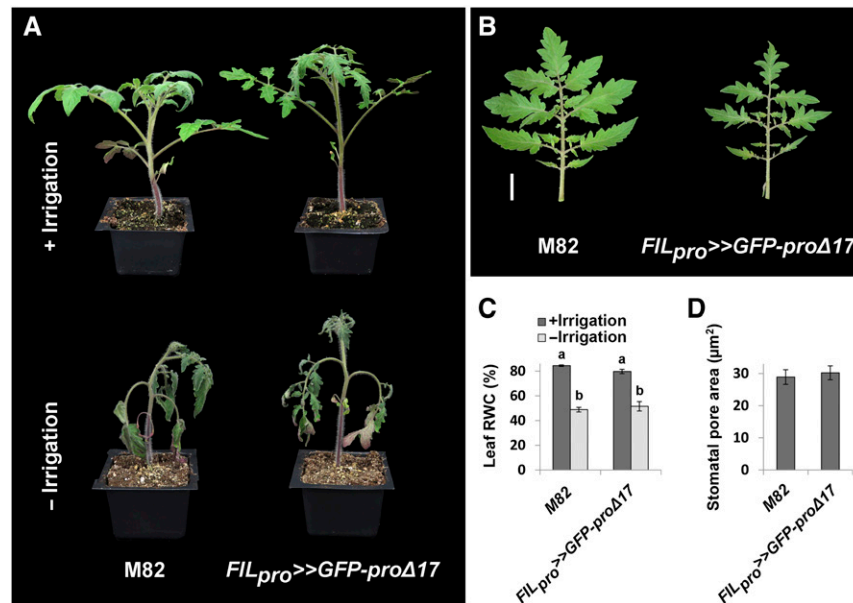 A
+ Irrigation
– Irrigation
M82
FILpro>>GFP-proΔ17
B
M82
FILpro>>GFP-proΔ17
C
+Irrigation
–Irrigation
Leaf RWC (%)
80
60
40
20
0
a
b
a
b
M82
FILpro>>GFP-proΔ17
D
Stomatal pore area (μm²)
30
20
10
0
M82
FILpro>>GFP-proΔ17